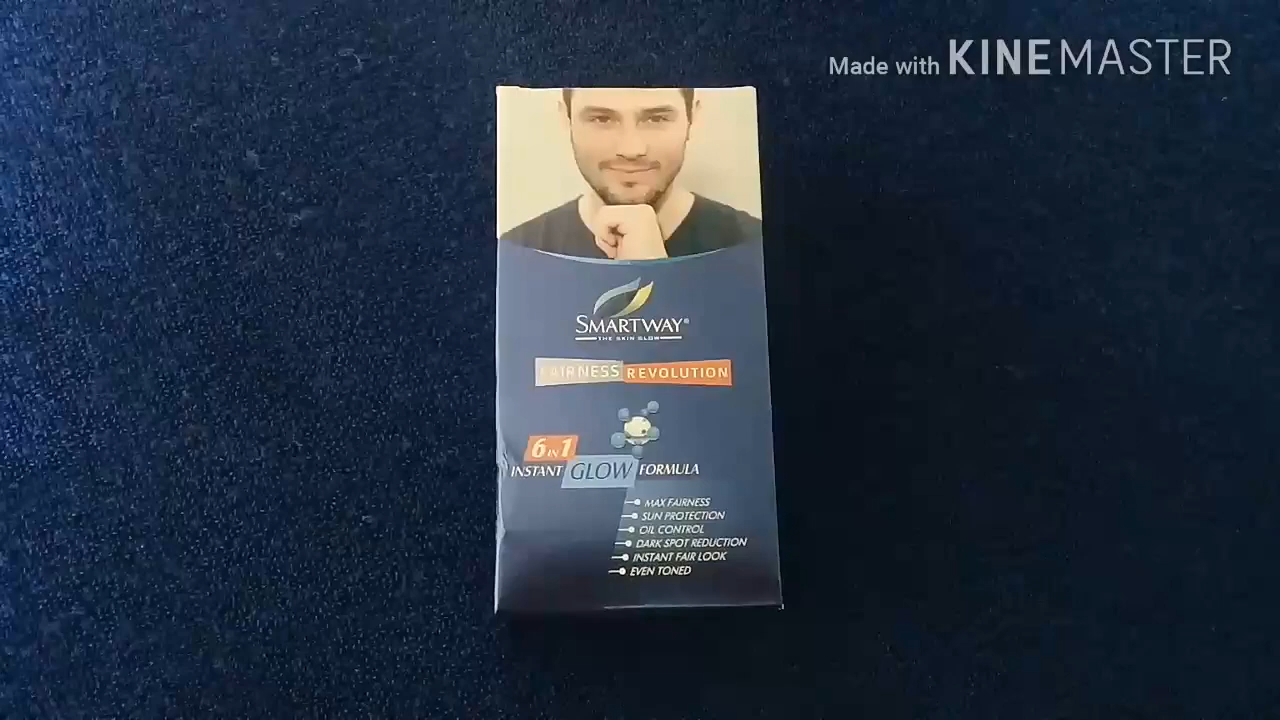 Made with KINEMASTER
SMARTWAY®
THE SKIN GLOW
FAIRNESS REVOLUTION
6 IN 1
INSTANT GLOW FORMULA
MAX FAIRNESS
SUN PROTECTION
OIL CONTROL
DARK SPOT REDUCTION
INSTANT FAIR LOOK
EVEN TONED